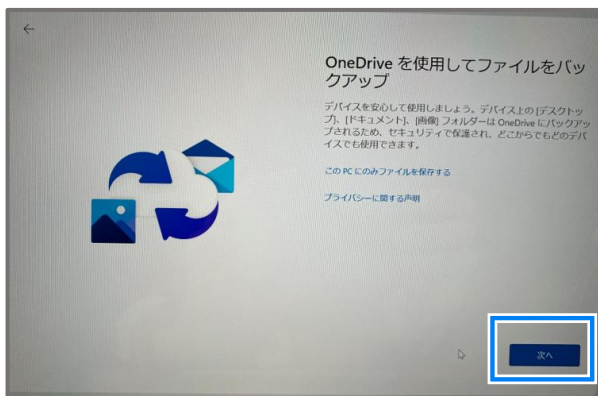 OneDrive を使用してファイルをバッ
クアップ
デバイスを安心して使用しましょう。デバイス上の [デスクトッ
プ]、[ドキュメント]、[画像] フォルダーは OneDrive にバックアッ
プされるため、セキュリティで保護され、どこからでもどのデバ
イスでも使用できます。
この PC にのみファイルを保存する
プライバシーに関する声明
次へ